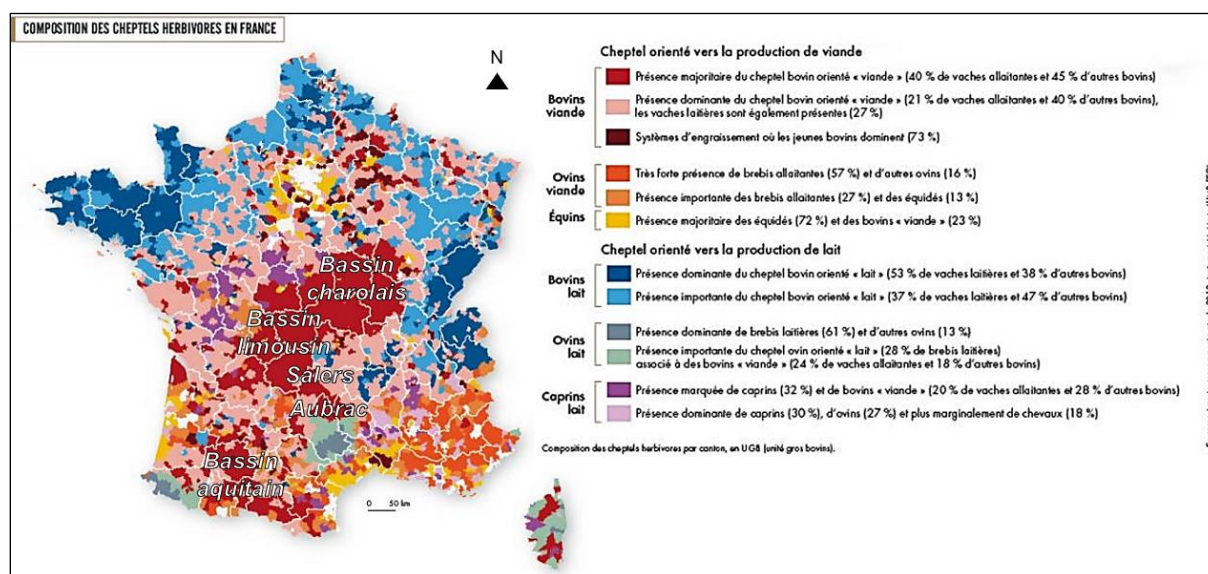 COMPOSITION DES CHEPTELS HERBIVORES EN FRANCE
N
Bassin
charolais
Bassin
limousin
Salers
Aubrac
Bassin
aquitain
0 50 km
Cheptel orienté vers la production de viande
Bovins
viande
Présence majoritaire du cheptel bovin orienté « viande » (40 % de vaches allaitantes et 45 % d'autres bovins)
Présence dominante du cheptel bovin orienté « viande » (21 % de vaches allaitantes et 40 % d'autres bovins),
les vaches laitières sont également présentes (27 %)
Systèmes d'engraissement où les jeunes bovins dominent (73 %)
Ovins
viande
Très forte présence de brebis allaitantes (57 %) et d'autres ovins (16 %)
Présence importante des brebis allaitantes (27 %) et des équidés (13 %)
Équins
Présence majoritaire des équidés (72 %) et des bovins « viande » (23 %)
Cheptel orienté vers la production de lait
Bovins
lait
Présence dominante du cheptel bovin orienté « lait » (53 % de vaches laitières et 38 % d'autres bovins)
Présence importante du cheptel bovin orienté « lait » (37 % de vaches laitières et 47 % d'autres bovins)
Ovins
lait
Présence dominante de brebis laitières (61 %) et d'autres ovins (13 %)
Présence importante du cheptel ovin orienté « lait » (28 % de brebis laitières)
associé à des bovins « viande » (24 % de vaches allaitantes et 18 % d'autres bovins)
Caprins
lait
Présence marquée de caprins (32 %) et de bovins « viande » (20 % de vaches allaitantes et 28 % d'autres bovins)
Présence dominante de caprins (30 %), d'ovins (27 %) et plus marginalement de chevaux (18 %)
Composition des cheptels herbivores par canton, en UGB (unité gros bovins).